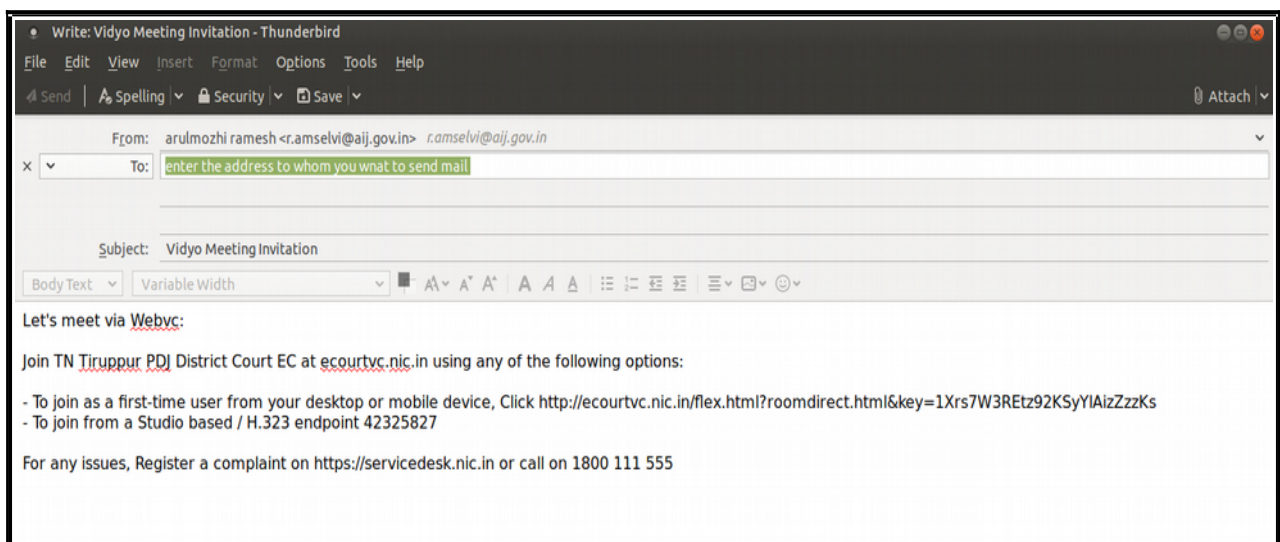 Write: Vidyo Meeting Invitation - Thunderbird
File Edit View Insert Format Options Tools Help
Send Spelling Security Save Attach
From: arulmozhi ramesh <r.amselvi@aij.gov.in> r.amselvi@aij.gov.in
To: enter the address to whom you wnat to send mail
Subject: Vidyo Meeting Invitation
Body Text Variable Width
Let's meet via Webvc:
Join TN Tiruppur PDJ District Court EC at ecourtvc.nic.in using any of the following options:
- To join as a first-time user from your desktop or mobile device, Click http://ecourtvc.nic.in/flex.html?roomdirect.html&key=1Xrs7W3REtz92KSyYIAizZzzKs
- To join from a Studio based / H.323 endpoint 42325827
For any issues, Register a complaint on https://servicedesk.nic.in or call on 1800 111 555